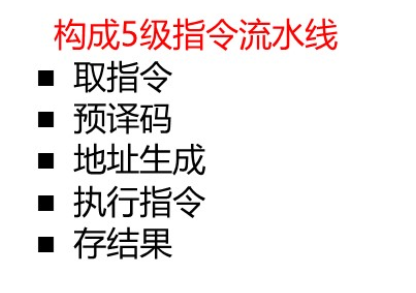 构成5级指令流水线
■ 取指令
■ 预译码
■ 地址生成
■ 执行指令
■ 存结果